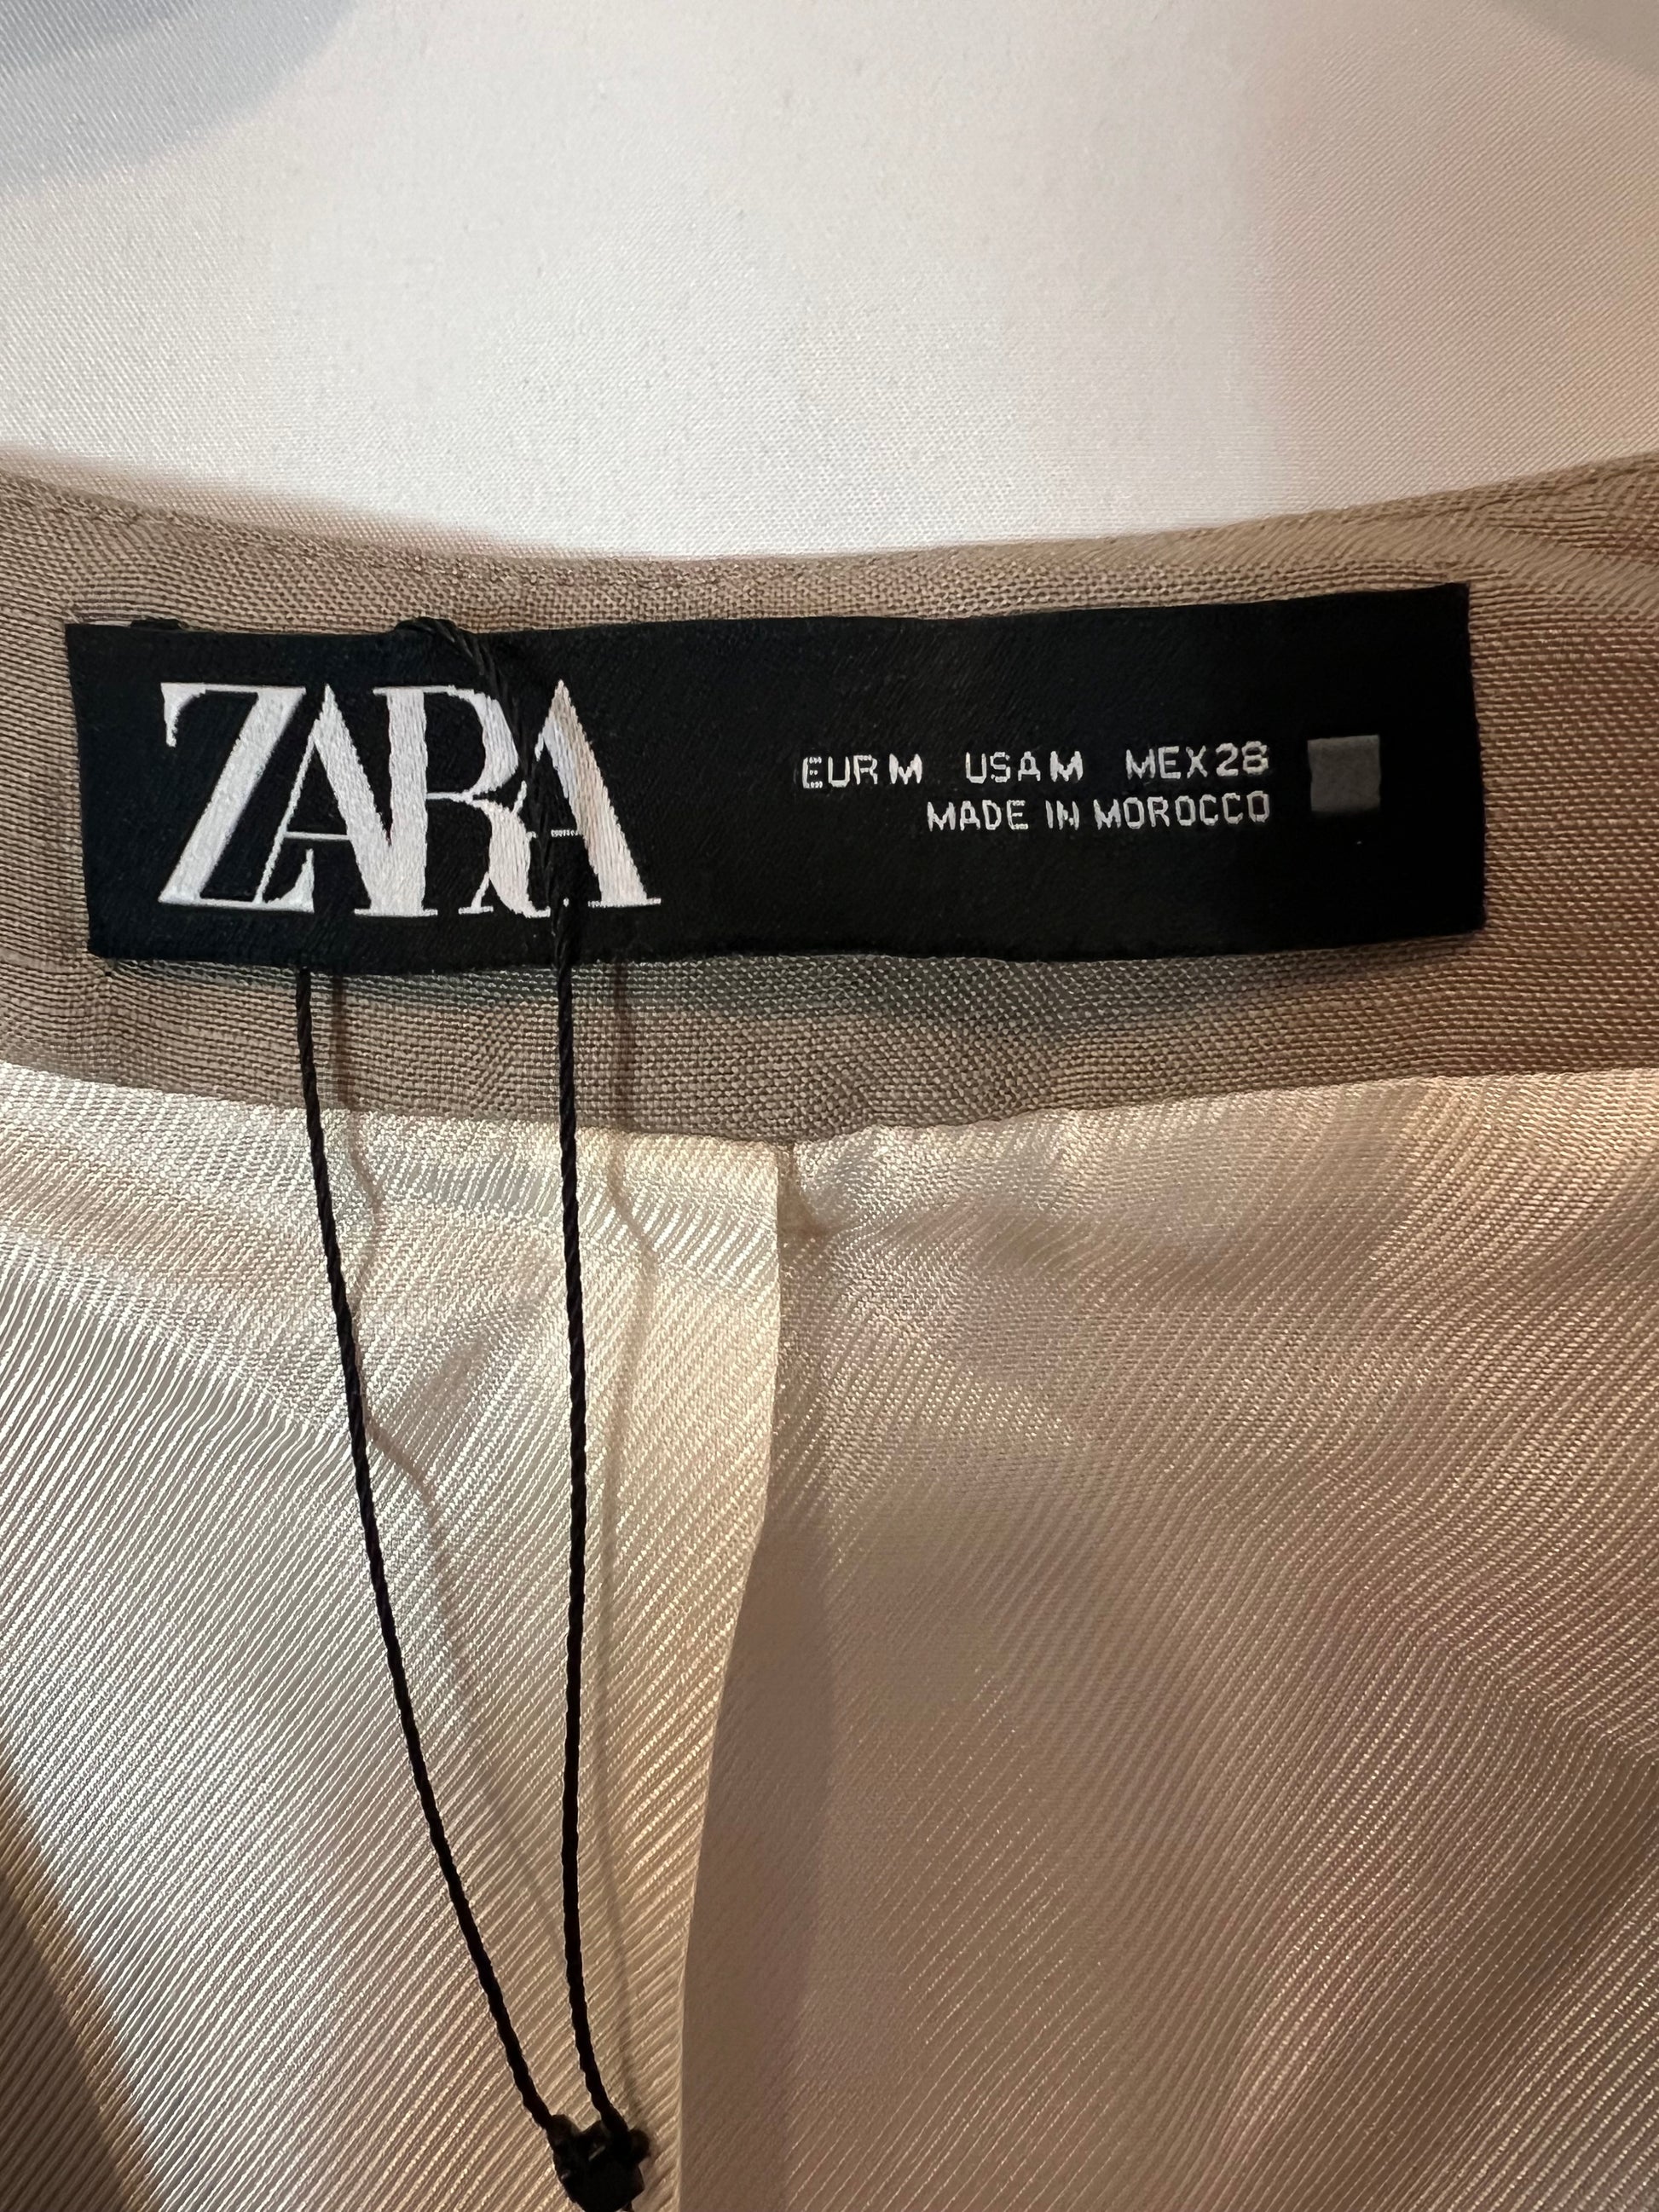 ZARA
EUR M USA M MEX 28
MADE IN MOROCCO